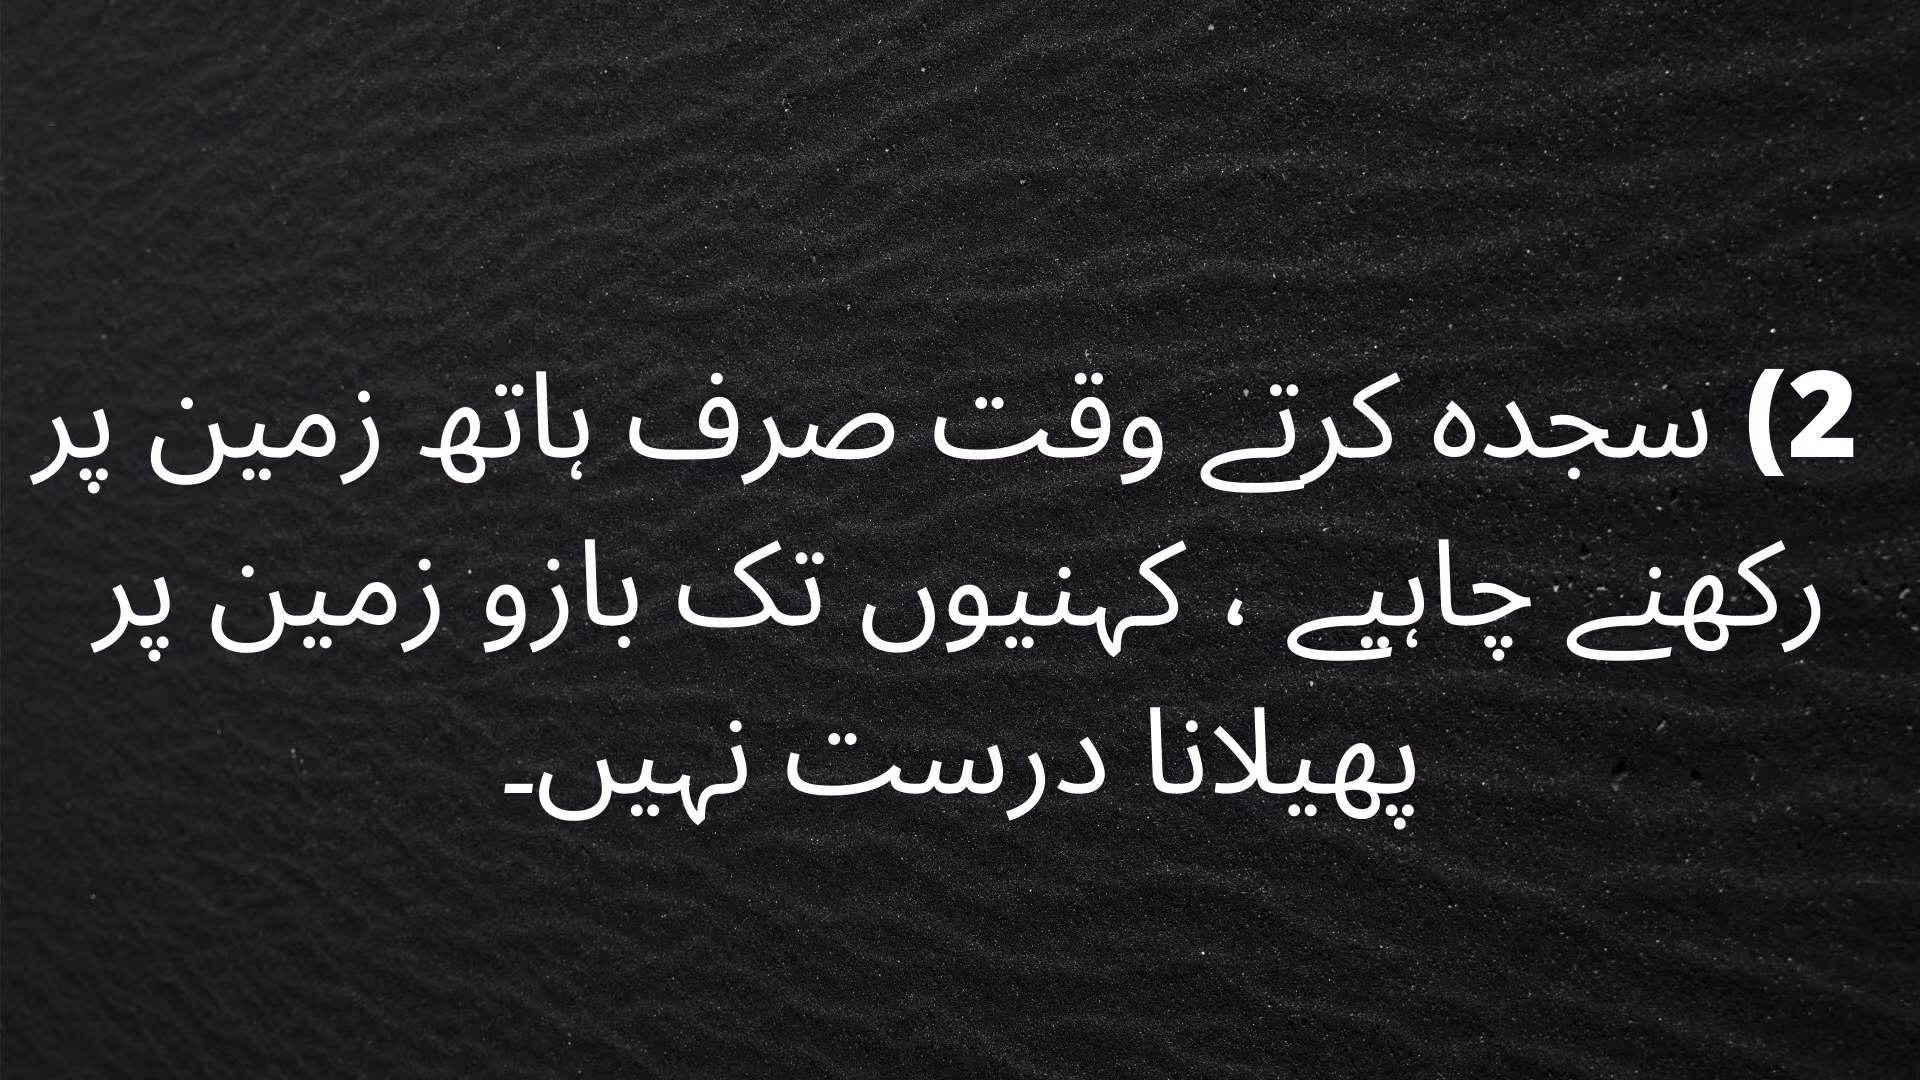 2) سجدہ کرتے وقت صرف ہاتھ زمین پر
رکھنے چاہیے ، کہنیوں تک بازو زمین پر
پھیلانا درست نہیں۔